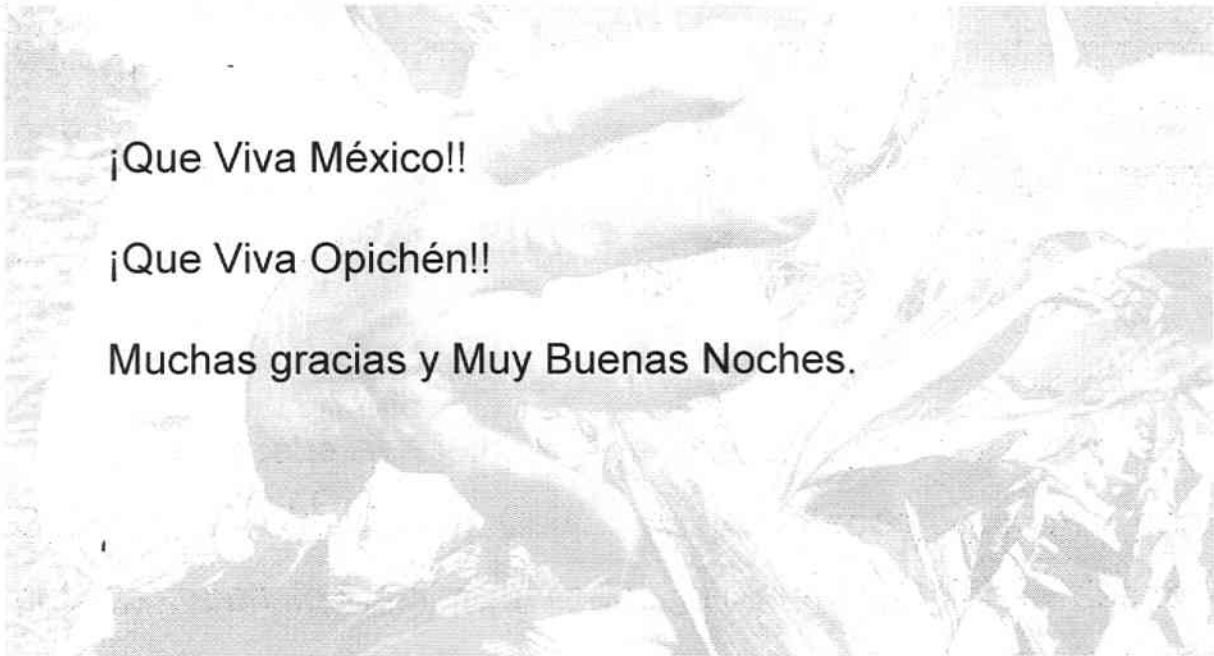 ¡Que Viva México!!
¡Que Viva Opichén!!
Muchas gracias y Muy Buenas Noches.